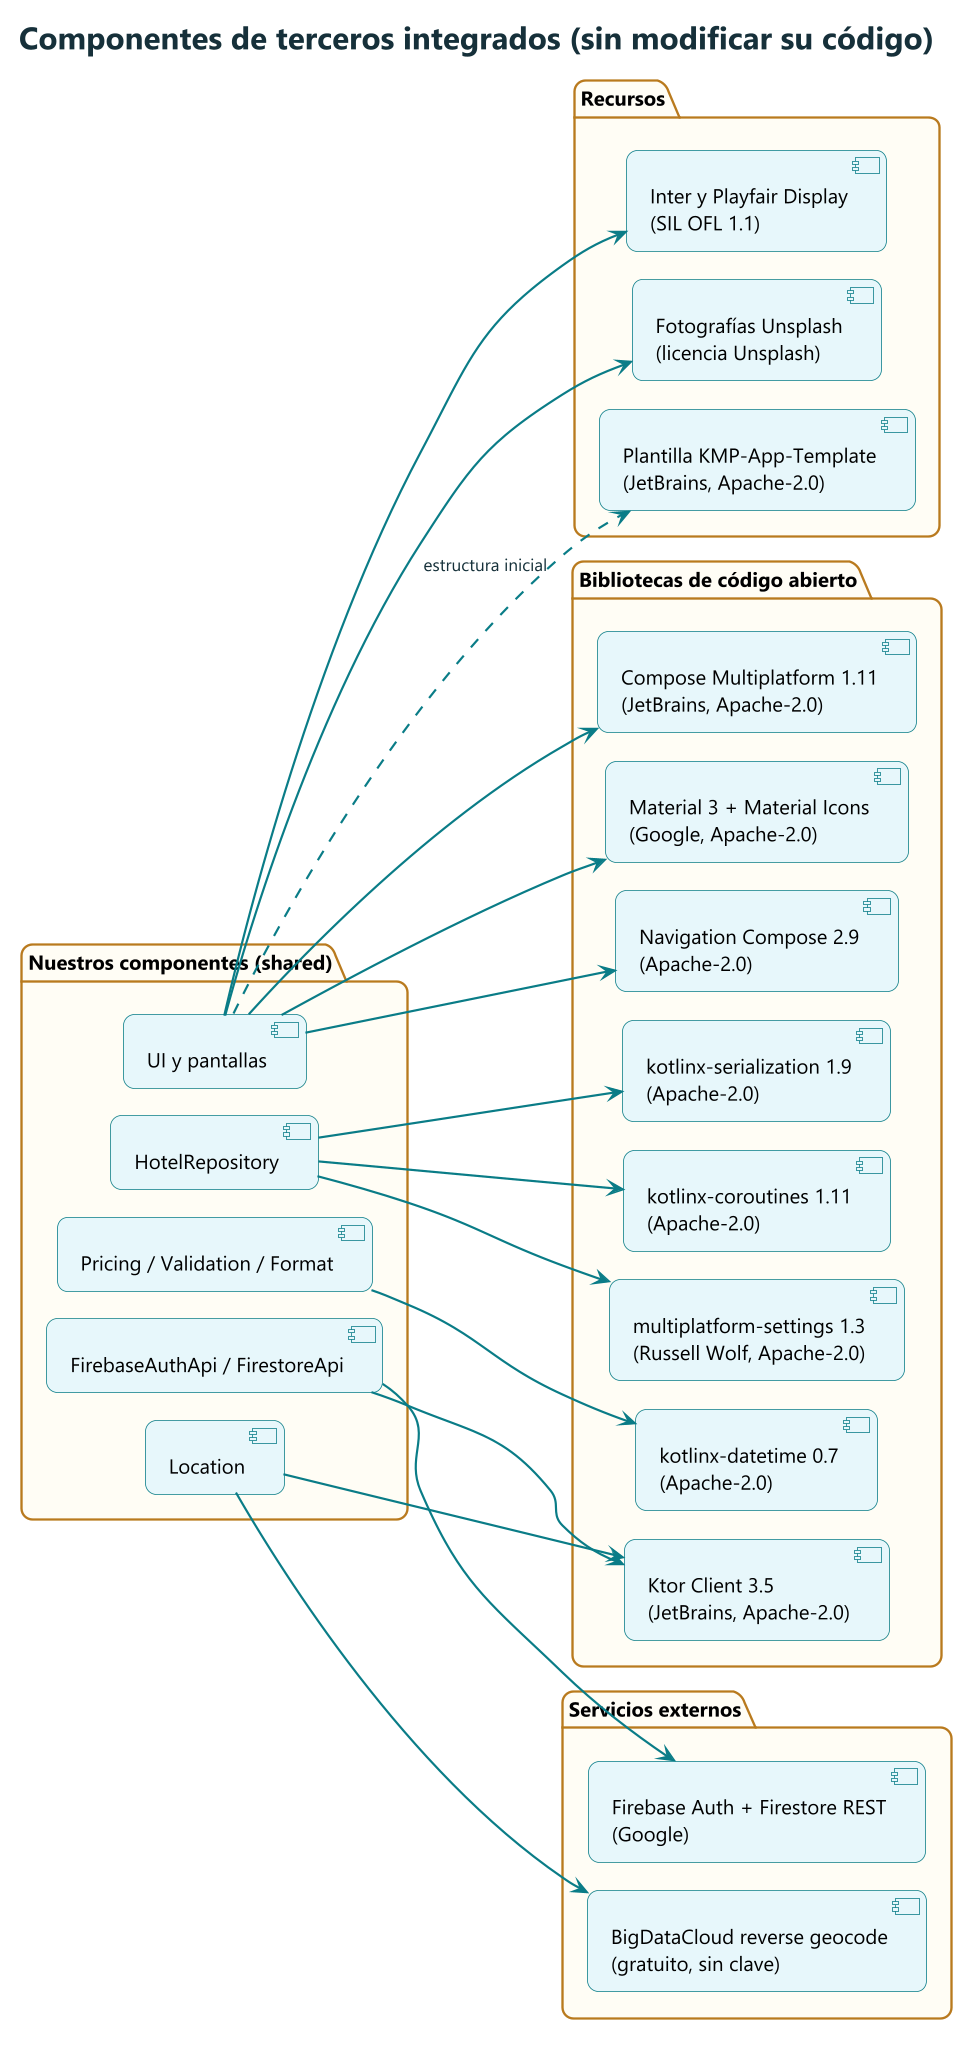 Componentes de terceros integrados (sin modificar su código)
Recursos
Inter y Playfair Display
(SIL OFL 1.1)
Fotografías Unsplash
(licencia Unsplash)
Plantilla KMP-App-Template
(JetBrains, Apache-2.0)
estructura inicial
Bibliotecas de código abierto
Compose Multiplatform 1.11
(JetBrains, Apache-2.0)
Material 3 + Material Icons
(Google, Apache-2.0)
Navigation Compose 2.9
(Apache-2.0)
kotlinx-serialization 1.9
(Apache-2.0)
kotlinx-coroutines 1.11
(Apache-2.0)
multiplatform-settings 1.3
(Russell Wolf, Apache-2.0)
kotlinx-datetime 0.7
(Apache-2.0)
Ktor Client 3.5
(JetBrains, Apache-2.0)
Nuestros componentes (shared)
UI y pantallas
HotelRepository
Pricing / Validation / Format
FirebaseAuthApi / FirestoreApi
Location
Servicios externos
Firebase Auth + Firestore REST
(Google)
BigDataCloud reverse geocode
(gratuito, sin clave)